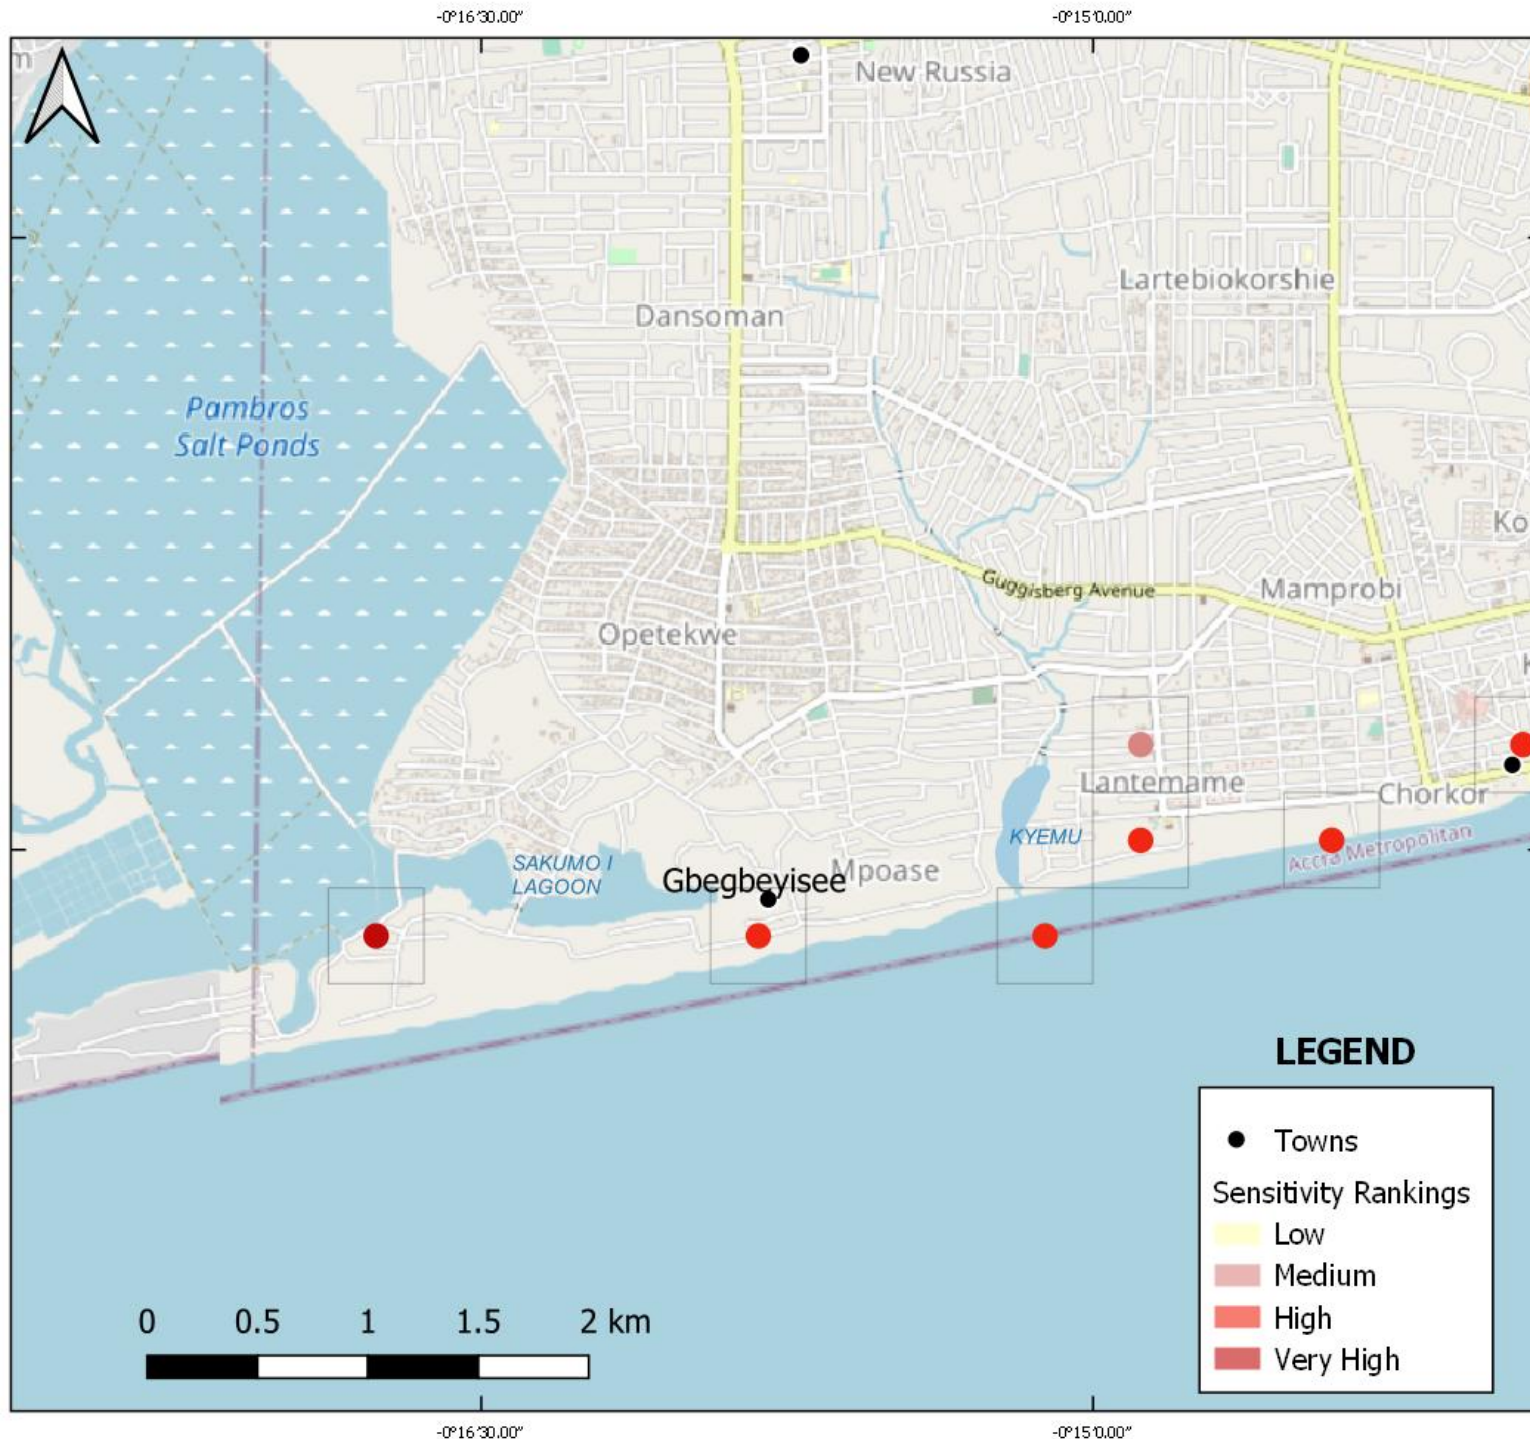 -0°16'30.00"
-0°15'0.00"
m
New Russia
Lartebiokorshie
Dansoman
Pambros
Salt Ponds
Ko
Guggisberg Avenue
Mamprobi
Opetekwe
K
Lantemame
Chorkor
KYEMU
Accra Metropolitan
SAKUMO I
LAGOON
Mpoase
Gbegbeyisee
LEGEND
Towns
Sensitivity Rankings
Low
Medium
High
Very High
0 0.5 1 1.5 2 km
-0°16'30.00"
-0°15'0.00"